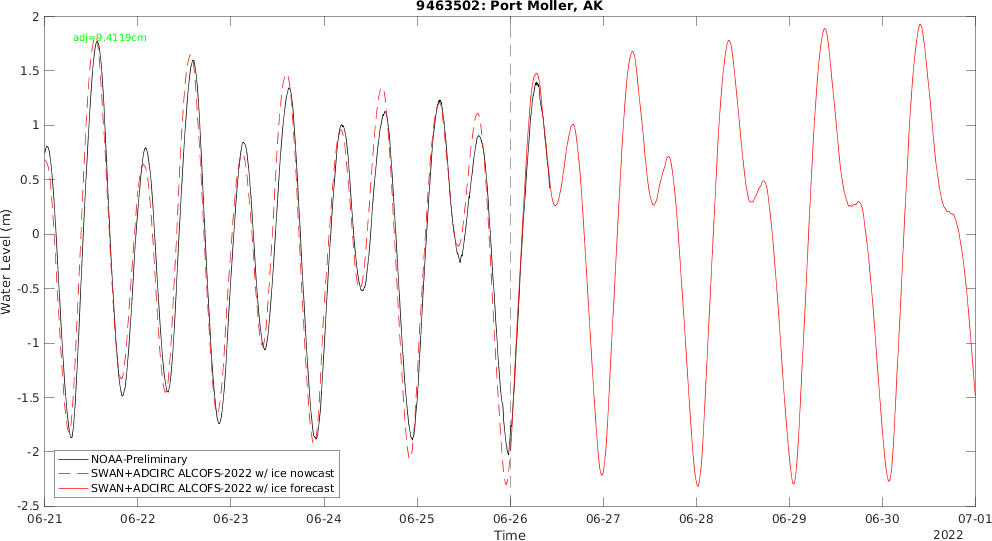 9463502: Port Moller, AK
adj=9.4119cm
Water Level (m)
2
1.5
1
0.5
0
-0.5
-1
-1.5
-2
-2.5
NOAA-Preliminary
SWAN+ADCIRC ALCOFS-2022 w/ ice nowcast
SWAN+ADCIRC ALCOFS-2022 w/ ice forecast
06-21 06-22 06-23 06-24 06-25 06-26 06-27 06-28 06-29 06-30 07-01
Time
2022